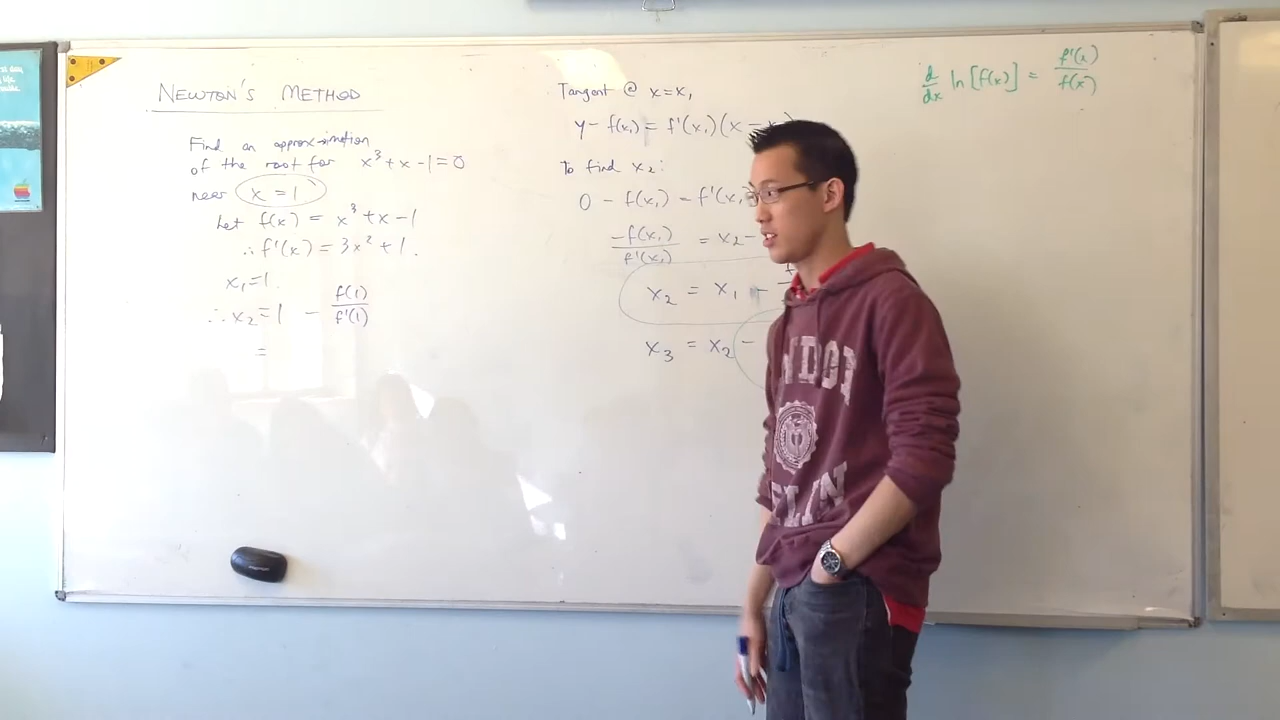 NEWTON'S METHOD
Find an approximation
of the root for x³ + x - 1 = 0
near x = 1
Let f(x) = x³ + x - 1
∴ f'(x) = 3x² + 1.
x₁ = 1.
∴ x₂ = 1 - f(1)/f'(1)
=
Tangent @ x = x₁
y - f(x₁) = f'(x₁)(x - x₁)
To find x₂:
0 - f(x₁) = f'(x₁)
-f(x₁)/f'(x₁) = x₂ -
x₂ = x₁ -
x₃ = x₂ -
d/dx ln[f(x)] = f'(x)/f(x)